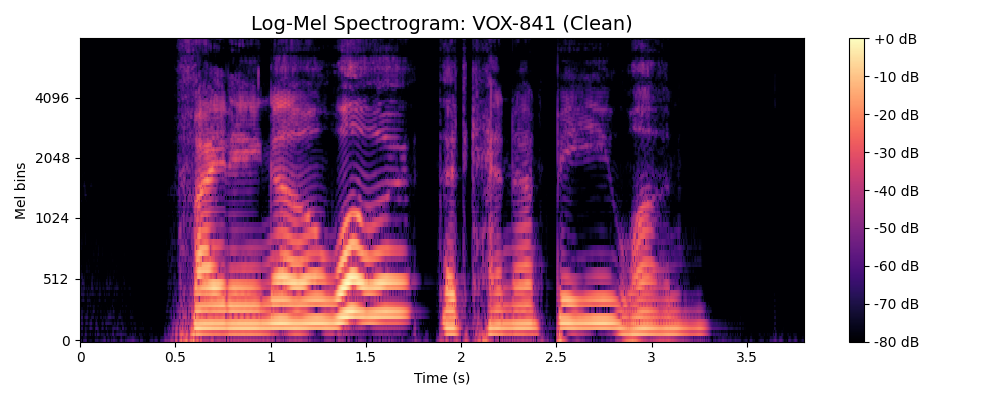 Log-Mel Spectrogram: VOX-841 (Clean)
Mel bins
4096
2048
1024
512
0
0
0.5
1
1.5
2
2.5
3
3.5
Time (s)
+0 dB
-10 dB
-20 dB
-30 dB
-40 dB
-50 dB
-60 dB
-70 dB
-80 dB